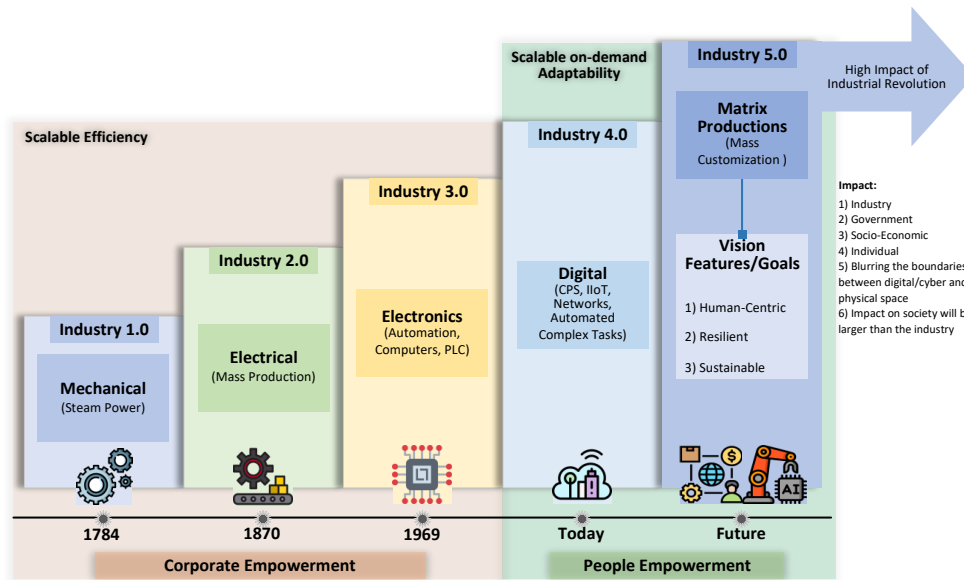 Scalable Efficiency
Scalable on-demand
Adaptability
Industry 1.0
Mechanical
(Steam Power)
Industry 2.0
Electrical
(Mass Production)
Industry 3.0
Electronics
(Automation,
Computers, PLC)
Industry 4.0
Digital
(CPS, IIoT,
Networks,
Automated
Complex Tasks)
Industry 5.0
Matrix
Productions
(Mass
Customization )
Vision
Features/Goals
1) Human-Centric
2) Resilient
3) Sustainable
High Impact of
Industrial Revolution
Impact:
1) Industry
2) Government
3) Socio-Economic
4) Individual
5) Blurring the boundaries
between digital/cyber and
physical space
6) Impact on society will b
larger than the industry
AI
1784
1870
1969
Today
Future
Corporate Empowerment
People Empowerment